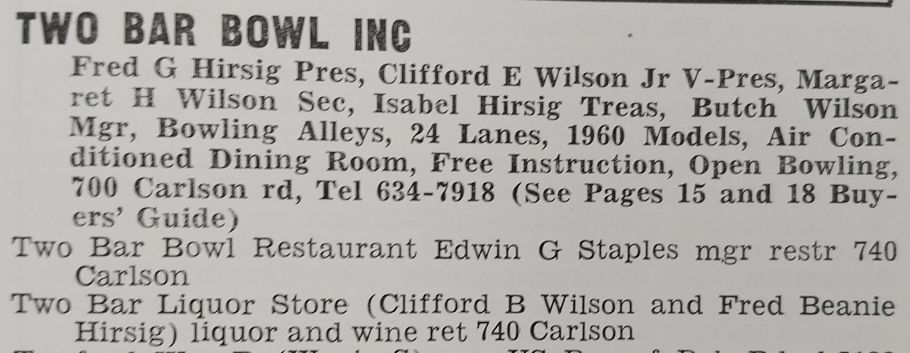 TWO BAR BOWL INC
Fred G Hirsig Pres, Clifford E Wilson Jr V-Pres, Marga-
ret H Wilson Sec, Isabel Hirsig Treas, Butch Wilson
Mgr, Bowling Alleys, 24 Lanes, 1960 Models, Air Con-
ditioned Dining Room, Free Instruction, Open Bowling,
700 Carlson rd, Tel 634-7918 (See Pages 15 and 18 Buy-
ers' Guide)
Two Bar Bowl Restaurant Edwin G Staples mgr restr 740
Carlson
Two Bar Liquor Store (Clifford B Wilson and Fred Beanie
Hirsig) liquor and wine ret 740 Carlson